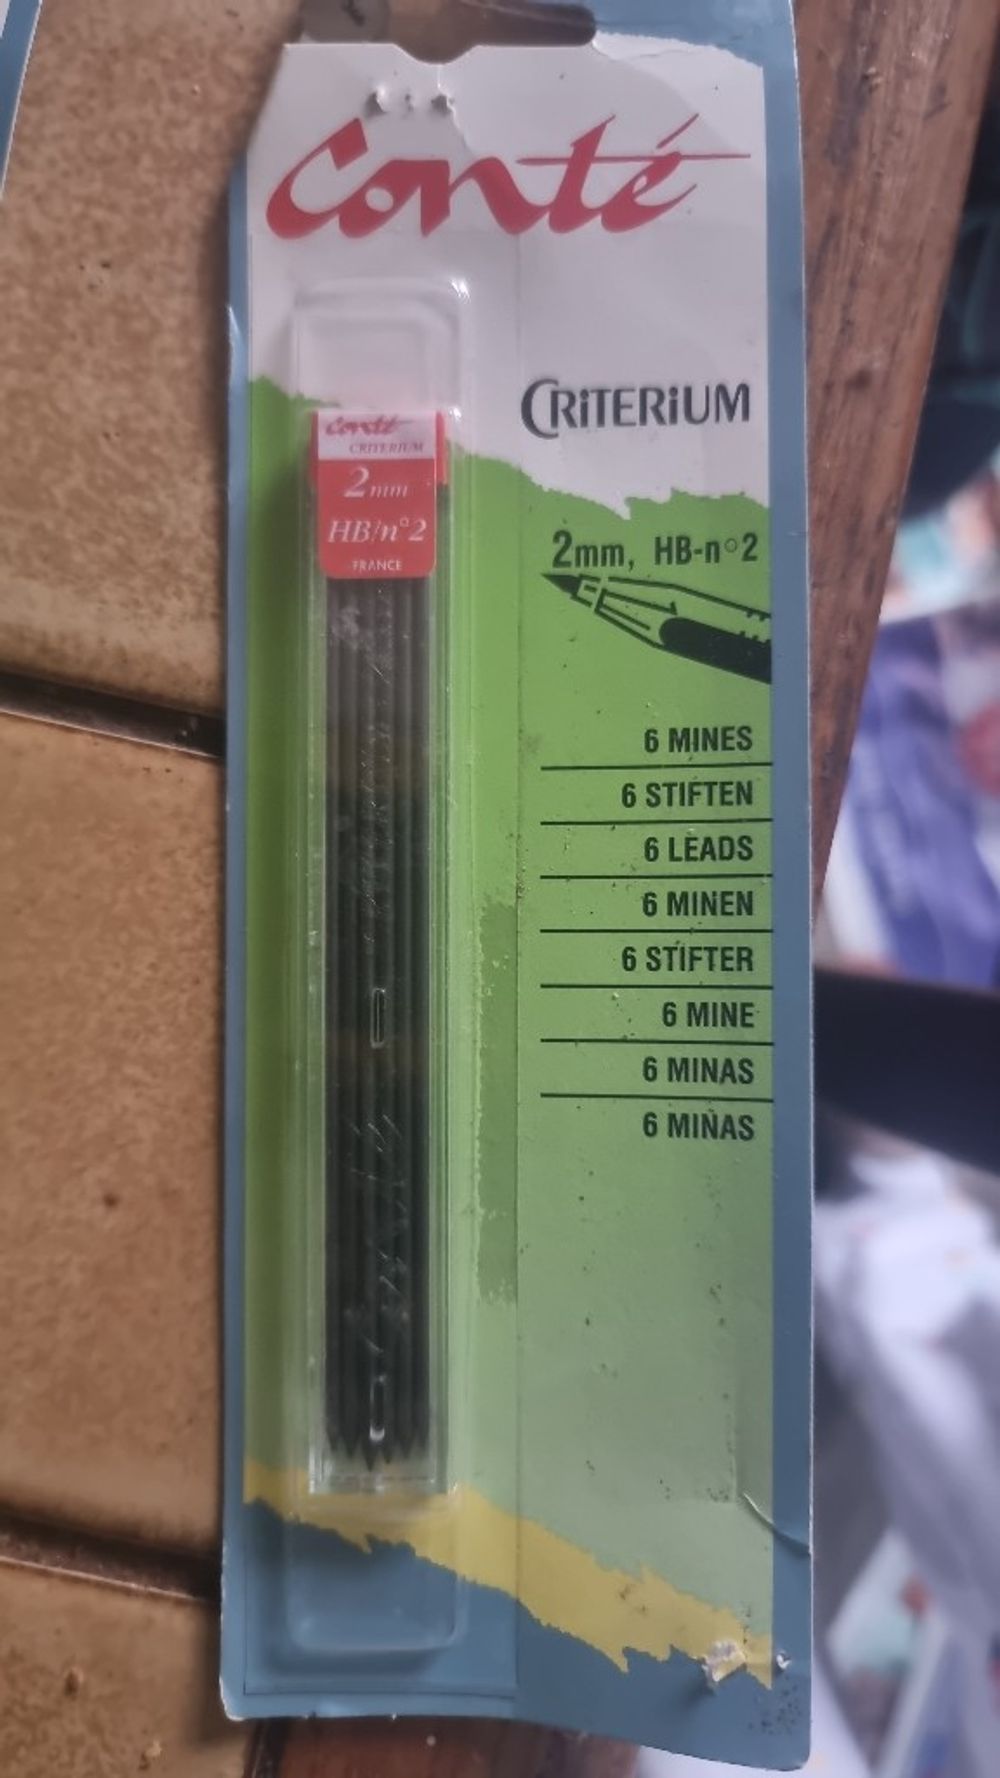 Conté
CRiTERiUM
Conté
CRITERIUM
2mm
HB/n°2
FRANCE
2mm, HB-n°2
6 MINES
6 STIFTEN
6 LEADS
6 MINEN
6 STIFTER
6 MINE
6 MINAS
6 MIÑAS